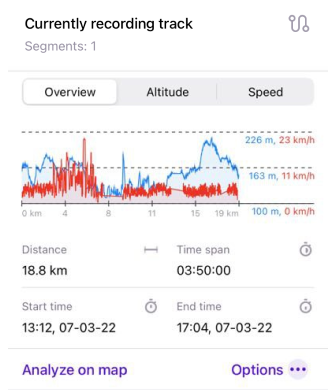 Currently recording track
Segments: 1
Overview
Altitude
Speed
226 m, 23 km/h
163 m, 11 km/h
100 m, 0 km/h
0 km 4 8 11 15 19 km
Distance
Time span
18.8 km
03:50:00
Start time
End time
13:12, 07-03-22
17:04, 07-03-22
Analyze on map
Options